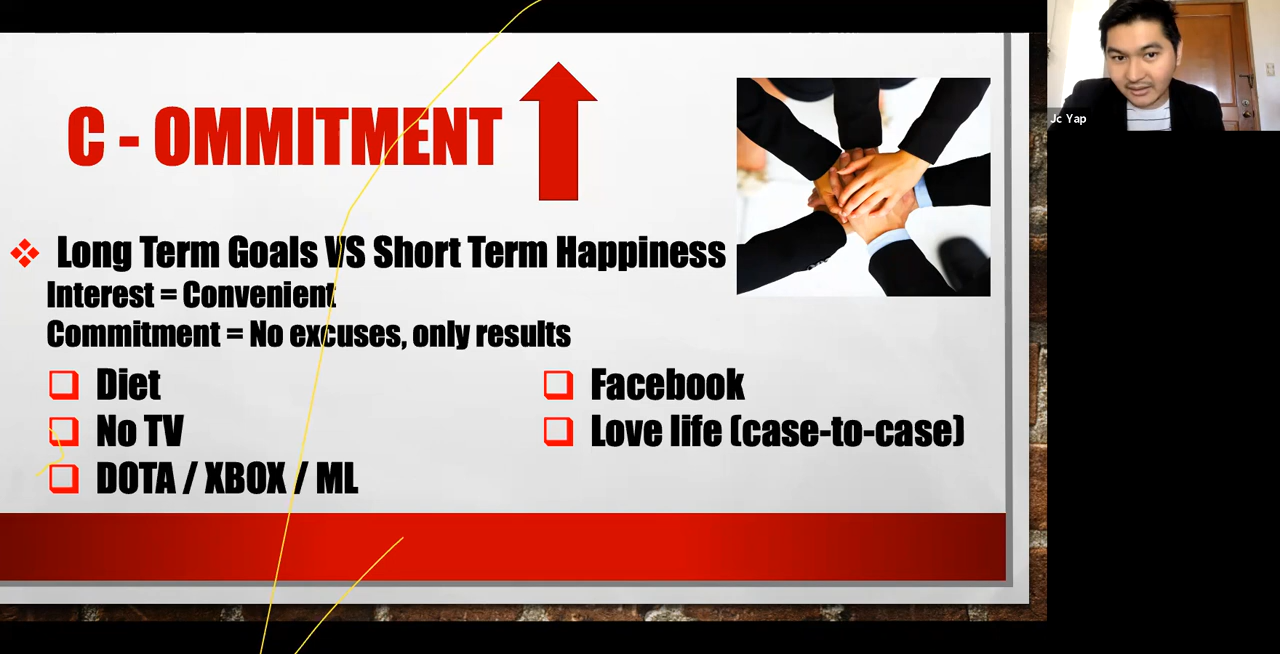 C - OMMITMENT
Long Term Goals VS Short Term Happiness
Interest = Convenient
Commitment = No excuses, only results
Diet
No TV
DOTA / XBOX / ML
Facebook
Love life (case-to-case)
Jc Yap